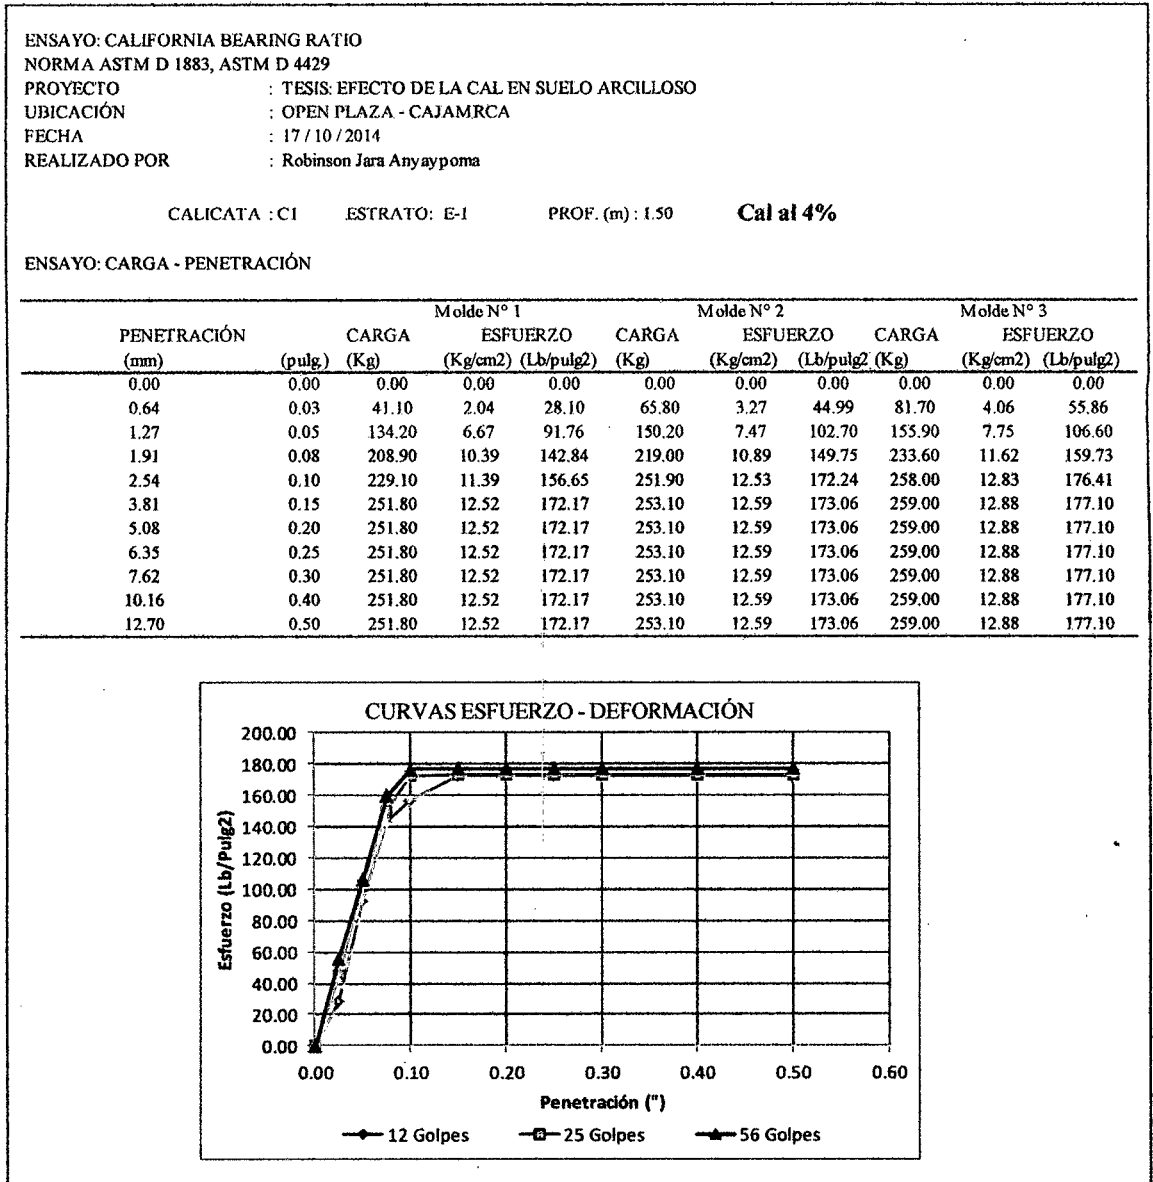 ENSAYO: CALIFORNIA BEARING RATIO
NORMA ASTM D 1883, ASTM D 4429
PROYECTO : TESIS: EFECTO DE LA CAL EN SUELO ARCILLOSO
UBICACIÓN : OPEN PLAZA - CAJAMRCA
FECHA : 17 / 10 / 2014
REALIZADO POR : Robinson Jara Anyaypoma
CALICATA : C1 ESTRATO: E-1 PROF. (m) : 1.50 Cal al 4%
ENSAYO: CARGA - PENETRACIÓN
Molde N° 1 Molde N° 2 Molde N° 3
PENETRACIÓN CARGA ESFUERZO CARGA ESFUERZO CARGA ESFUERZO
(mm) (pulg.) (Kg) (Kg/cm2) (Lb/pulg2) (Kg) (Kg/cm2) (Lb/pulg2 (Kg) (Kg/cm2) (Lb/pulg2)
0.00 0.00 0.00 0.00 0.00 0.00 0.00 0.00 0.00 0.00 0.00
0.64 0.03 41.10 2.04 28.10 65.80 3.27 44.99 81.70 4.06 55.86
1.27 0.05 134.20 6.67 91.76 150.20 7.47 102.70 155.90 7.75 106.60
1.91 0.08 208.90 10.39 142.84 219.00 10.89 149.75 233.60 11.62 159.73
2.54 0.10 229.10 11.39 156.65 251.90 12.53 172.24 258.00 12.83 176.41
3.81 0.15 251.80 12.52 172.17 253.10 12.59 173.06 259.00 12.88 177.10
5.08 0.20 251.80 12.52 172.17 253.10 12.59 173.06 259.00 12.88 177.10
6.35 0.25 251.80 12.52 172.17 253.10 12.59 173.06 259.00 12.88 177.10
7.62 0.30 251.80 12.52 172.17 253.10 12.59 173.06 259.00 12.88 177.10
10.16 0.40 251.80 12.52 172.17 253.10 12.59 173.06 259.00 12.88 177.10
12.70 0.50 251.80 12.52 172.17 253.10 12.59 173.06 259.00 12.88 177.10
CURVAS ESFUERZO - DEFORMACIÓN
Esfuerzo (Lb/Pulg2)
200.00
180.00
160.00
140.00
120.00
100.00
80.00
60.00
40.00
20.00
0.00
0.00 0.10 0.20 0.30 0.40 0.50 0.60
Penetración (")
12 Golpes 25 Golpes 56 Golpes